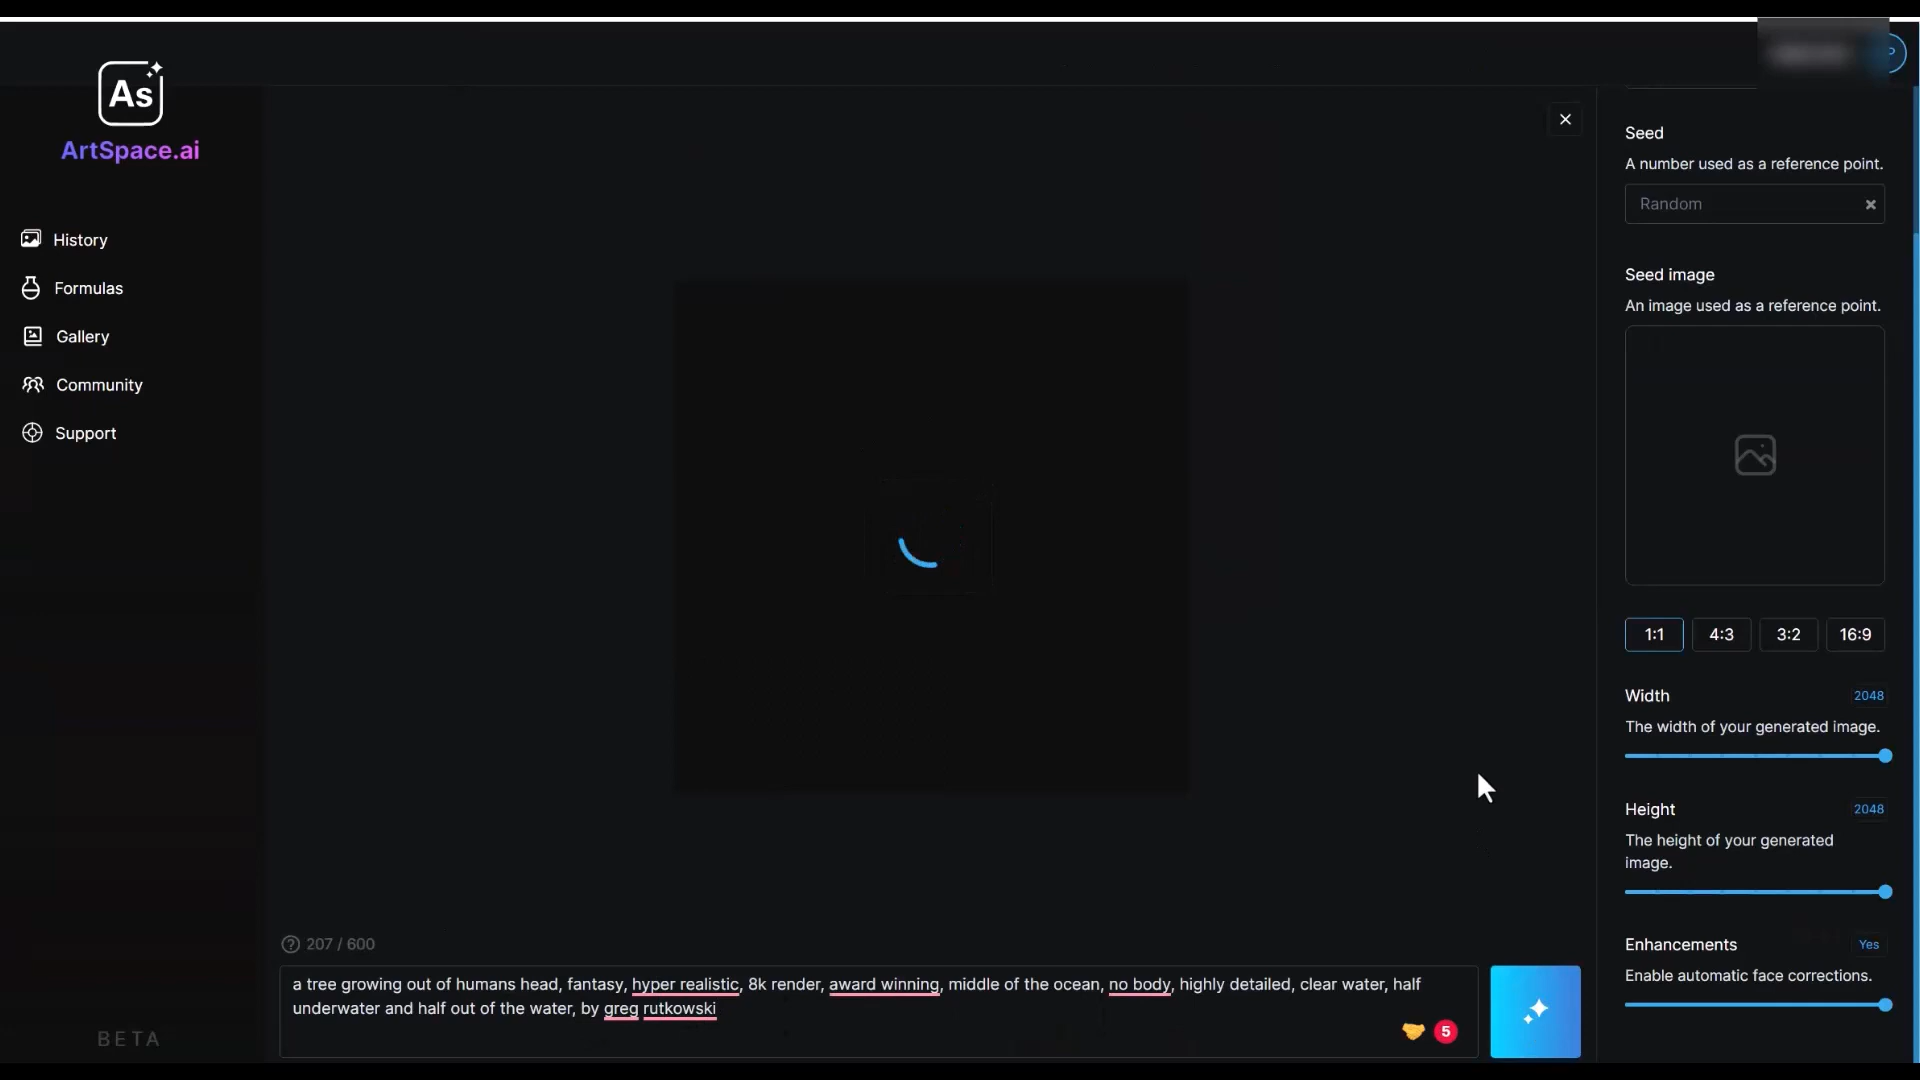 As
ArtSpace.ai
History
Formulas
Gallery
Community
Support
BETA
207 / 600
a tree growing out of humans head, fantasy, hyper realistic, 8k render, award winning, middle of the ocean, no body, highly detailed, clear water, half
underwater and half out of the water, by greg rutkowski
5
Seed
A number used as a reference point.
Random
Seed image
An image used as a reference point.
1:1 4:3 3:2 16:9
Width 2048
The width of your generated image.
Height 2048
The height of your generated
image.
Enhancements Yes
Enable automatic face corrections.